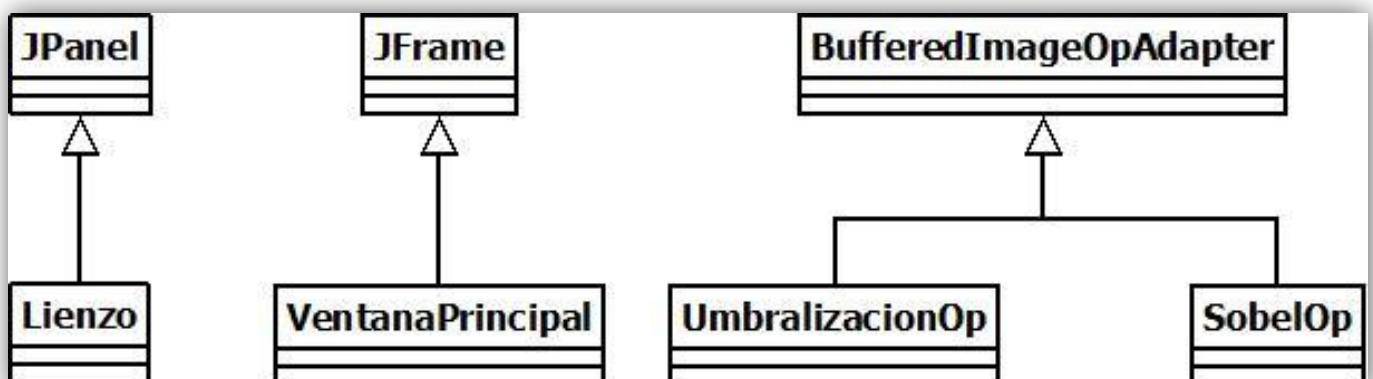 JPanel
JFrame
BufferedImageOpAdapter
Lienzo
VentanaPrincipal
UmbralizacionOp
SobelOp